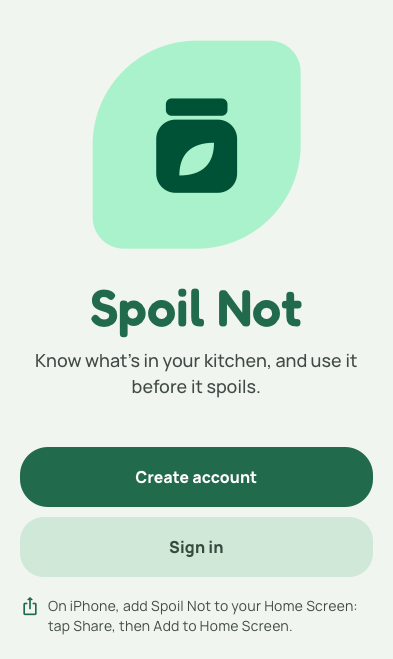 Spoil Not
Know what's in your kitchen, and use it
before it spoils.
Create account
Sign in
On iPhone, add Spoil Not to your Home Screen:
tap Share, then Add to Home Screen.